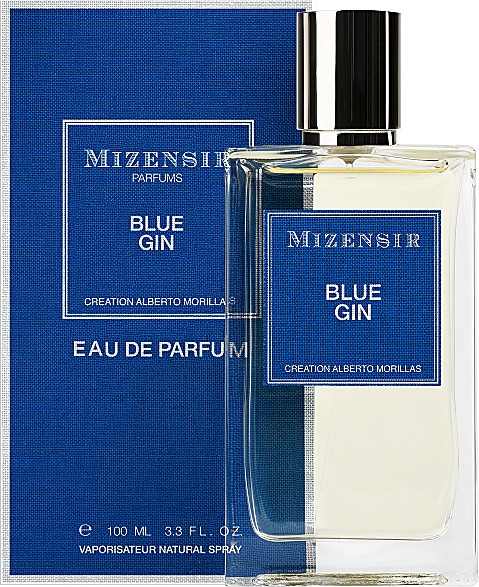 MIZENSIR
PARFUMS
BLUE
GIN
CREATION ALBERTO MORILLAS
EAU DE PARFUM
℮ 100 ML 3.3 FL. OZ.
VAPORISATEUR NATURAL SPRAY
MIZENSIR
BLUE
GIN
CREATION ALBERTO MORILLAS